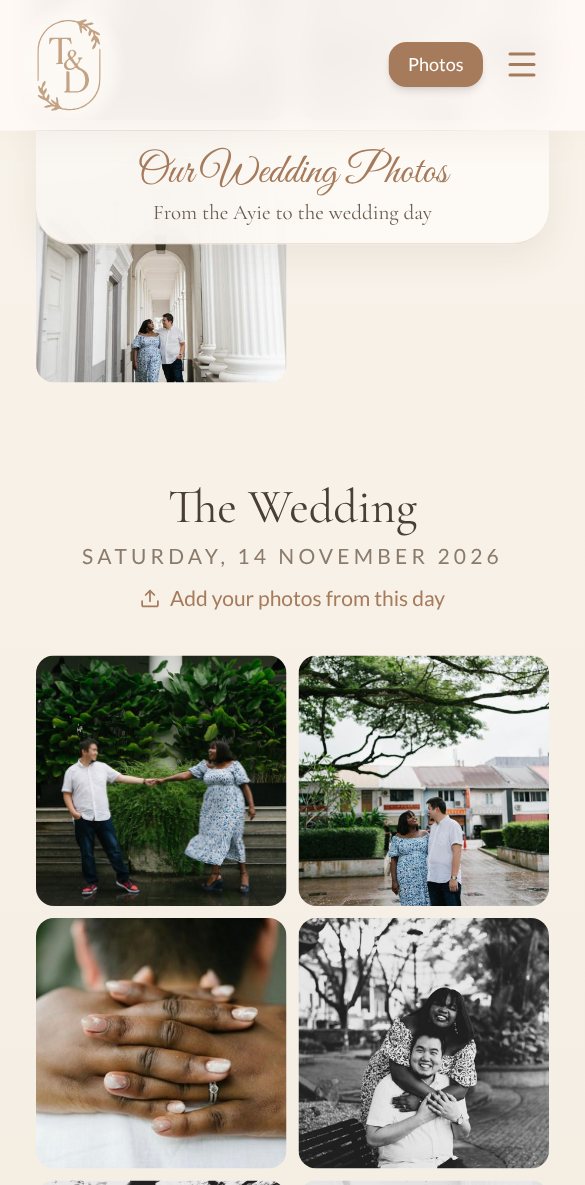 T&D
Photos
Our Wedding Photos
From the Ayie to the wedding day
The Wedding
SATURDAY, 14 NOVEMBER 2026
Add your photos from this day